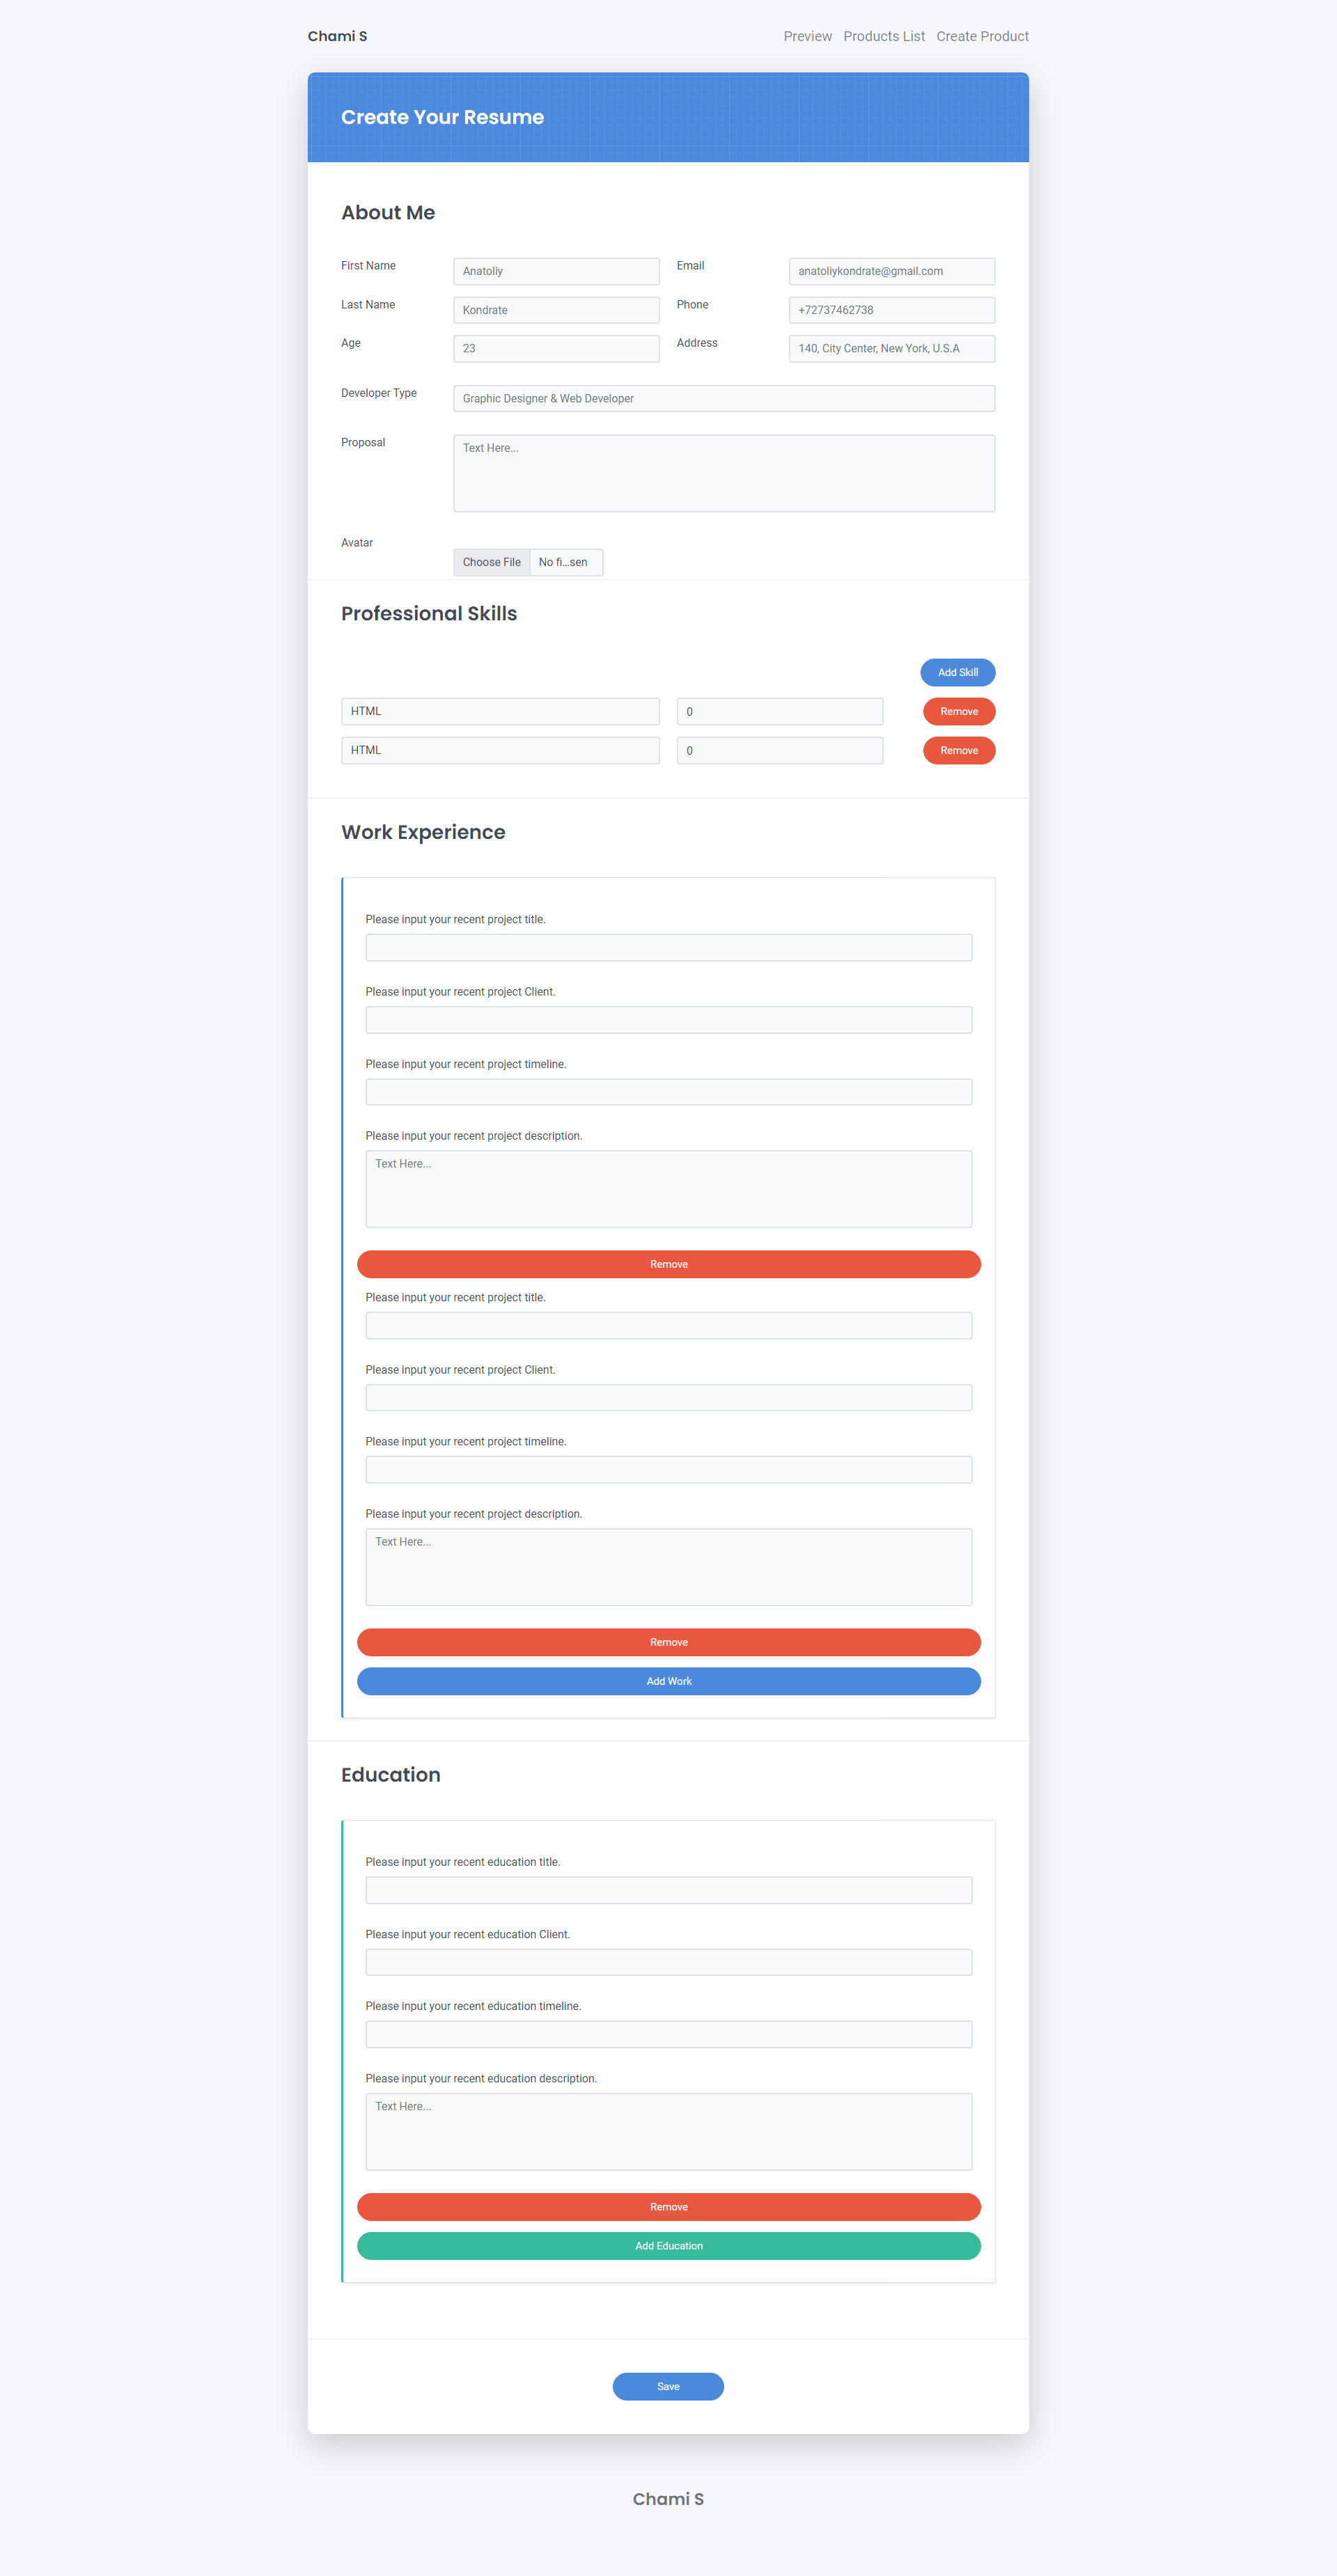 Chami S
Preview Products List Create Product
Create Your Resume
About Me
First Name Anatoliy Email anatoliykondrate@gmail.com
Last Name Kondrate Phone +72737462738
Age 23 Address 140, City Center, New York, U.S.A
Developer Type Graphic Designer & Web Developer
Proposal Text Here...
Avatar
Choose File No fi...sen
Professional Skills
Add Skill
HTML 0 Remove
HTML 0 Remove
Work Experience
Please input your recent project title.
Please input your recent project Client.
Please input your recent project timeline.
Please input your recent project description.
Text Here...
Remove
Please input your recent project title.
Please input your recent project Client.
Please input your recent project timeline.
Please input your recent project description.
Text Here...
Remove
Add Work
Education
Please input your recent education title.
Please input your recent education Client.
Please input your recent education timeline.
Please input your recent education description.
Text Here...
Remove
Add Education
Save
Chami S